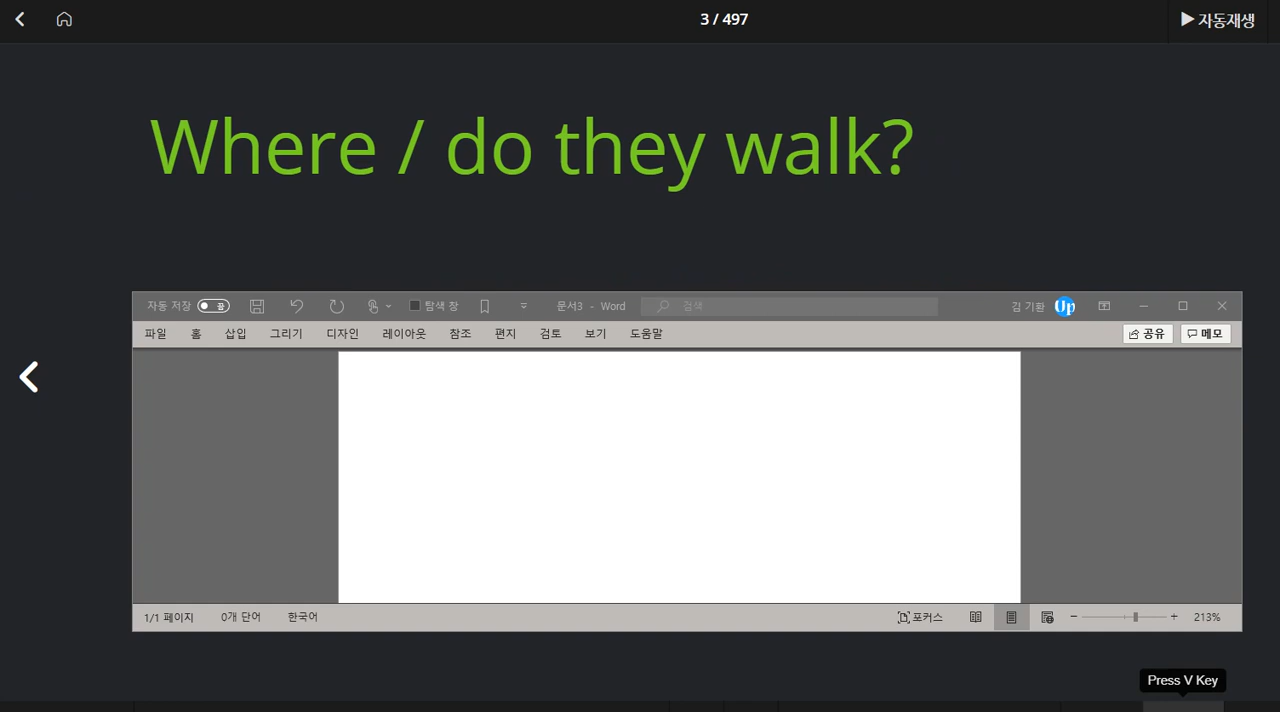 3 / 497
▶ 자동재생
Where / do they walk?
자동 저장 끔 탐색 창 문서3 - Word 검색 김 기환 Up
파일 홈 삽입 그리기 디자인 레이아웃 참조 편지 검토 보기 도움말 공유 메모
1/1 페이지 0개 단어 한국어 포커스 − + 213%
Press V Key